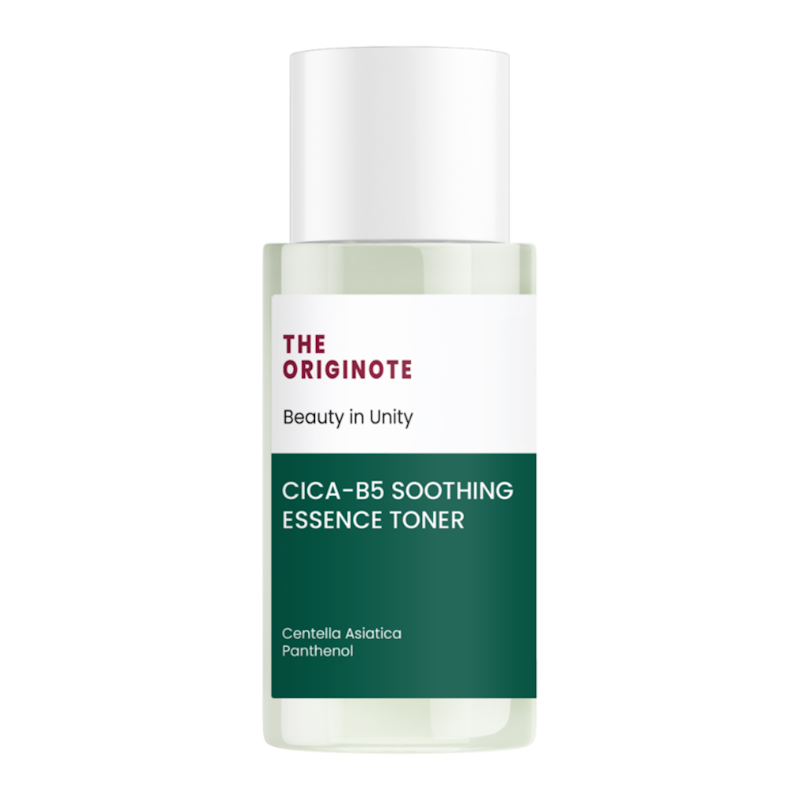 THE
ORIGINOTE
Beauty in Unity
CICA-B5 SOOTHING
ESSENCE TONER
Centella Asiatica
Panthenol